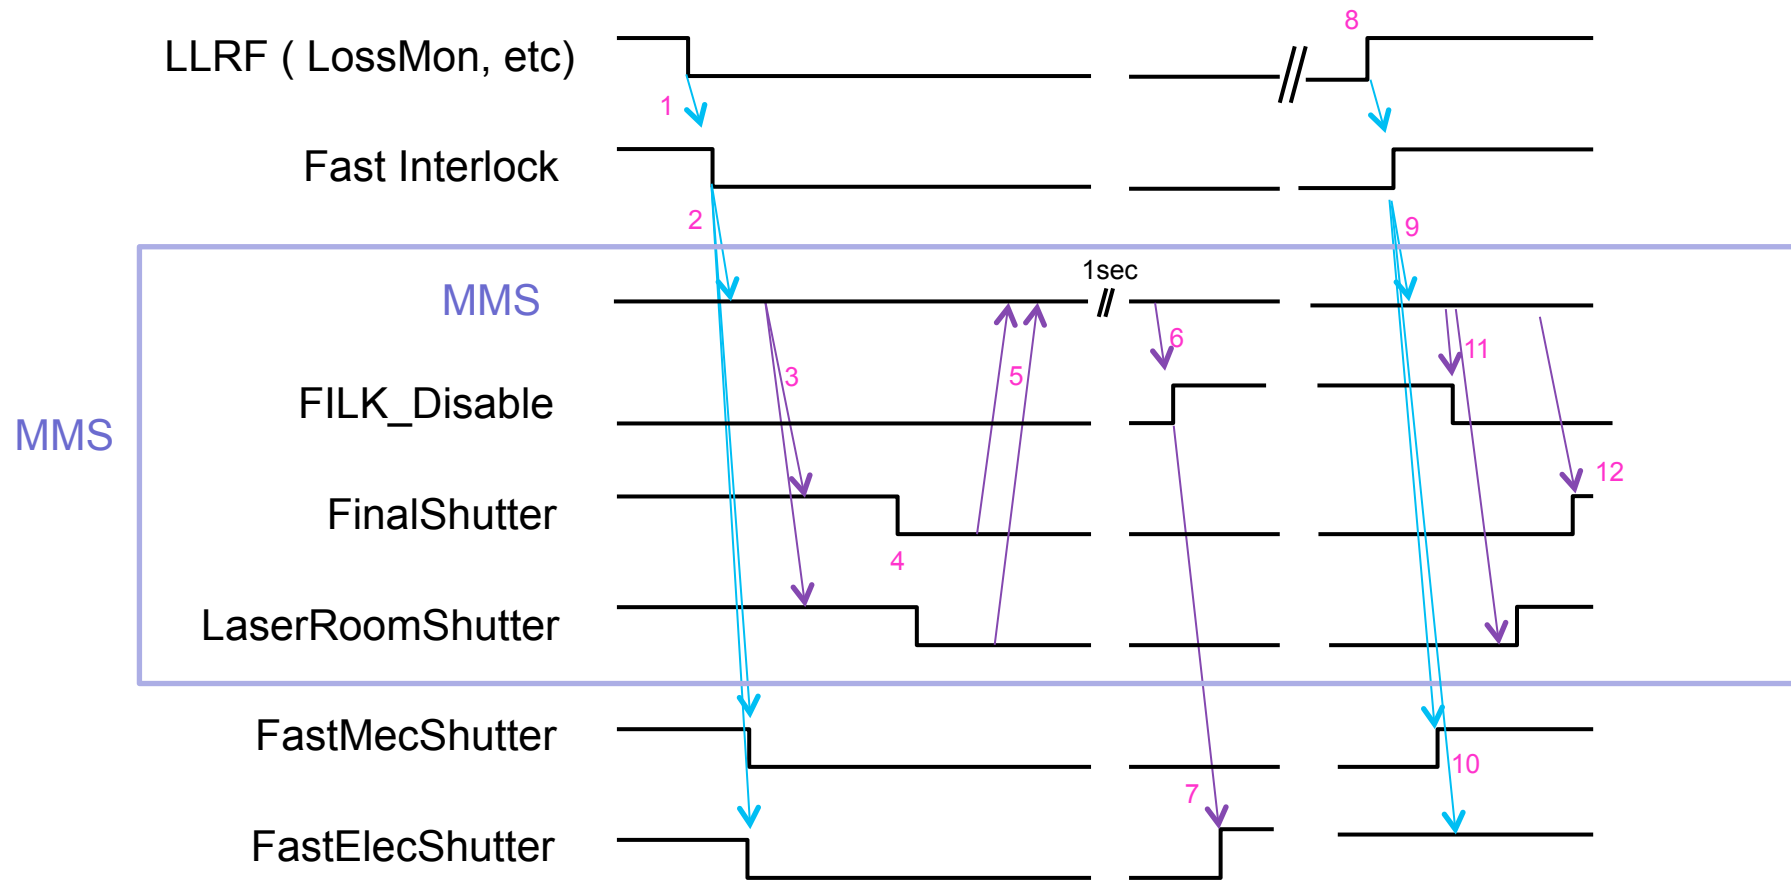 8
LLRF ( LossMon, etc)
1
Fast Interlock
2
9
1sec
MMS
6
11
3
5
FILK_Disable
MMS
12
FinalShutter
4
LaserRoomShutter
FastMecShutter
10
7
FastElecShutter